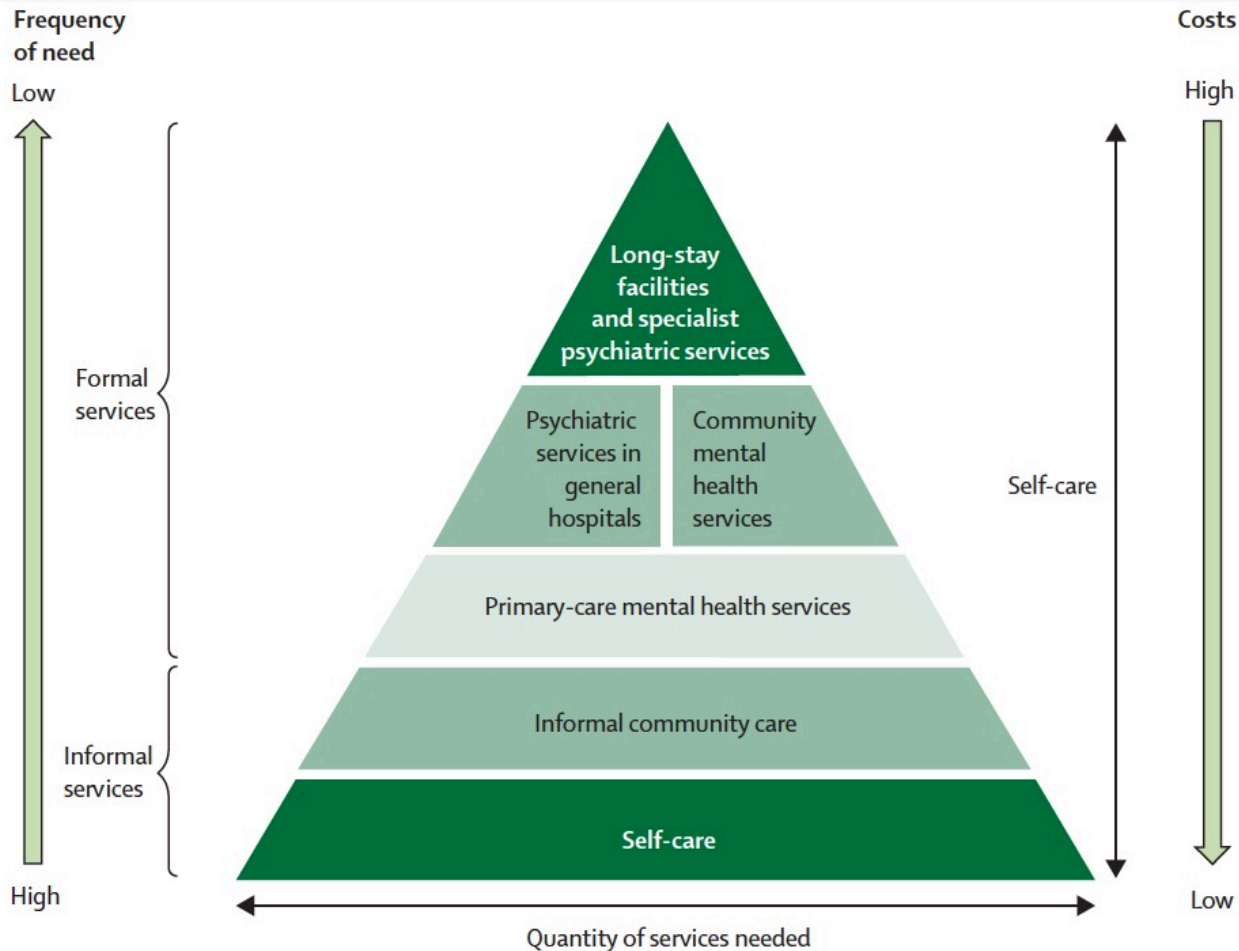 Frequency
of need
Low
Costs
High
Long-stay
facilities
and specialist
psychiatric services
Formal
services
Psychiatric
services in
general
hospitals
Community
mental
health
services
Self-care
Primary-care mental health services
Informal community care
Informal
services
Self-care
High
Low
Quantity of services needed